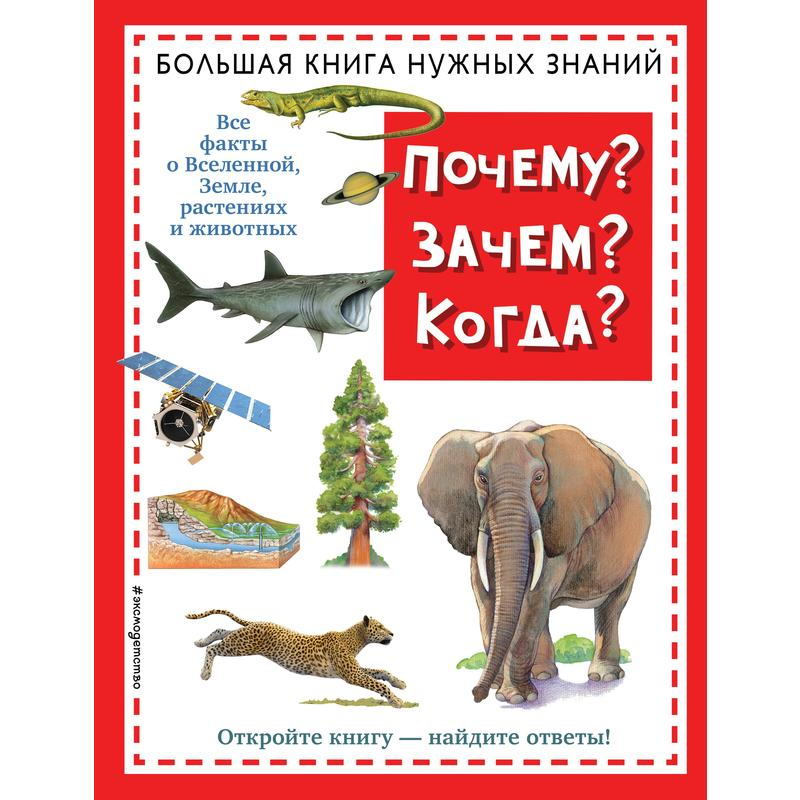 БОЛЬШАЯ КНИГА НУЖНЫХ ЗНАНИЙ
Все
факты
о Вселенной,
Земле,
растениях
и животных
ПОЧЕМУ?
ЗАЧЕМ?
КОГДА?
#эксмодетство
Откройте книгу — найдите ответы!